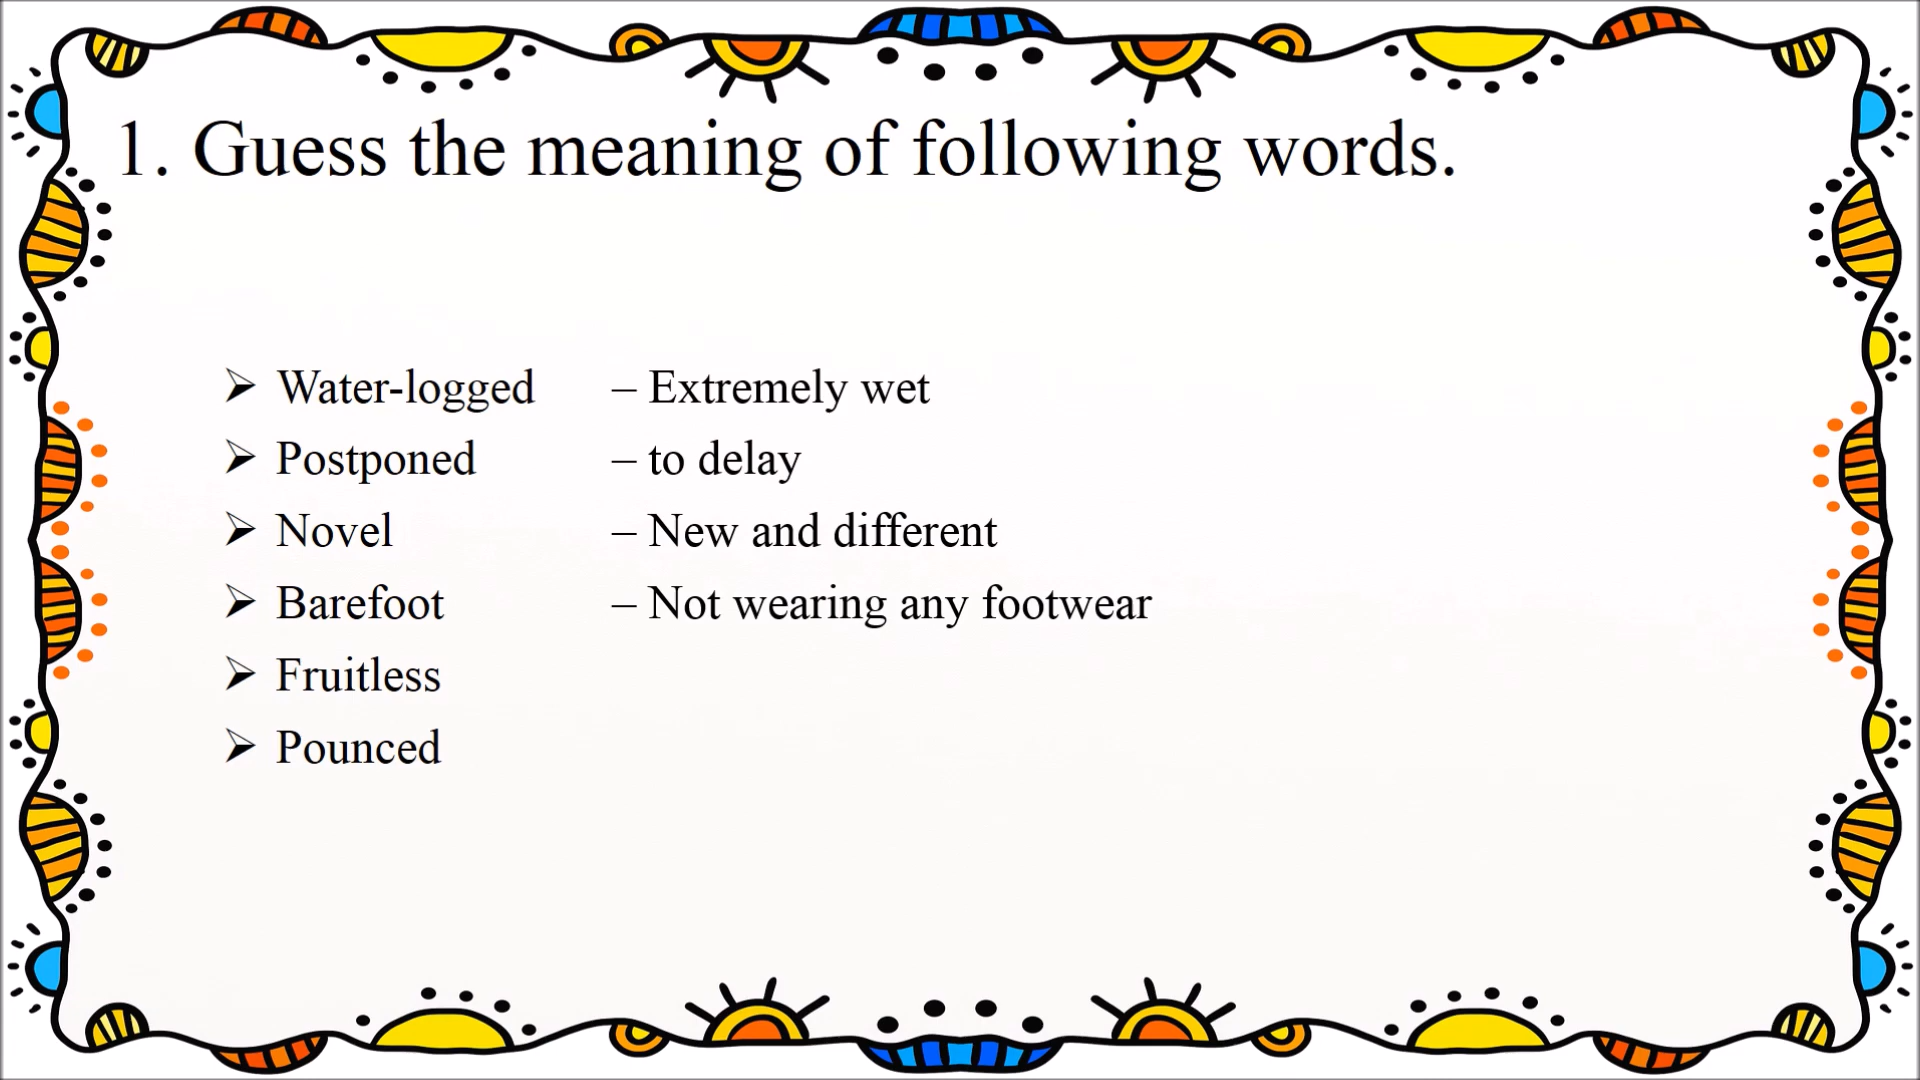 1. Guess the meaning of following words.
➢ Water-logged – Extremely wet
➢ Postponed – to delay
➢ Novel – New and different
➢ Barefoot – Not wearing any footwear
➢ Fruitless
➢ Pounced